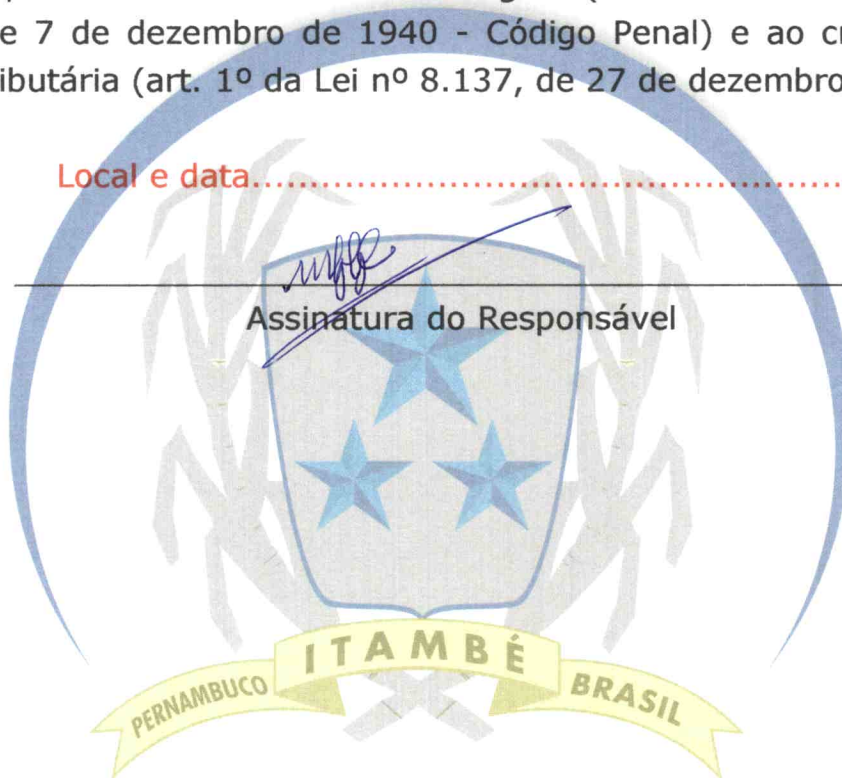 e 7 de dezembro de 1940 - Código Penal) e ao cr
ibutária (art. 1º da Lei nº 8.137, de 27 de dezembro
Local e data.......................................................
Assinatura do Responsável
ITAMBÉ
PERNAMBUCO BRASIL